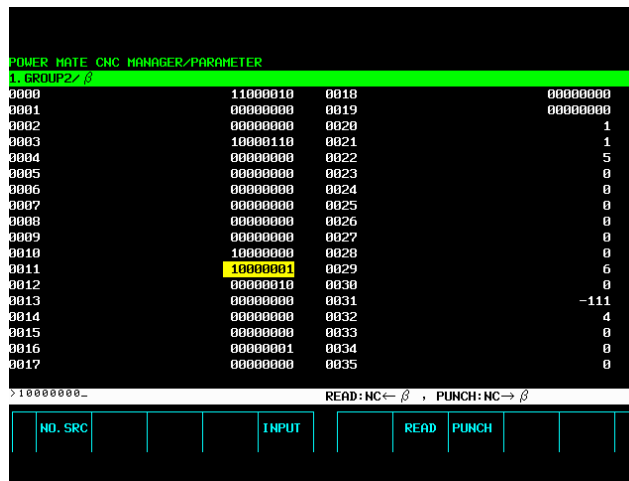 POWER MATE CNC MANAGER/PARAMETER
1.GROUP2/ β
0000 11000010 0018 00000000
0001 00000000 0019 00000000
0002 00000000 0020 1
0003 10000110 0021 1
0004 00000000 0022 5
0005 00000000 0023 0
0006 00000000 0024 0
0007 00000000 0025 0
0008 00000000 0026 0
0009 00000000 0027 0
0010 10000000 0028 0
0011 10000001 0029 6
0012 00000010 0030 0
0013 00000000 0031 -111
0014 00000000 0032 4
0015 00000000 0033 0
0016 00000001 0034 0
0017 00000000 0035 0
>10000000_ READ:NC← β , PUNCH:NC→ β
NO.SRC INPUT READ PUNCH